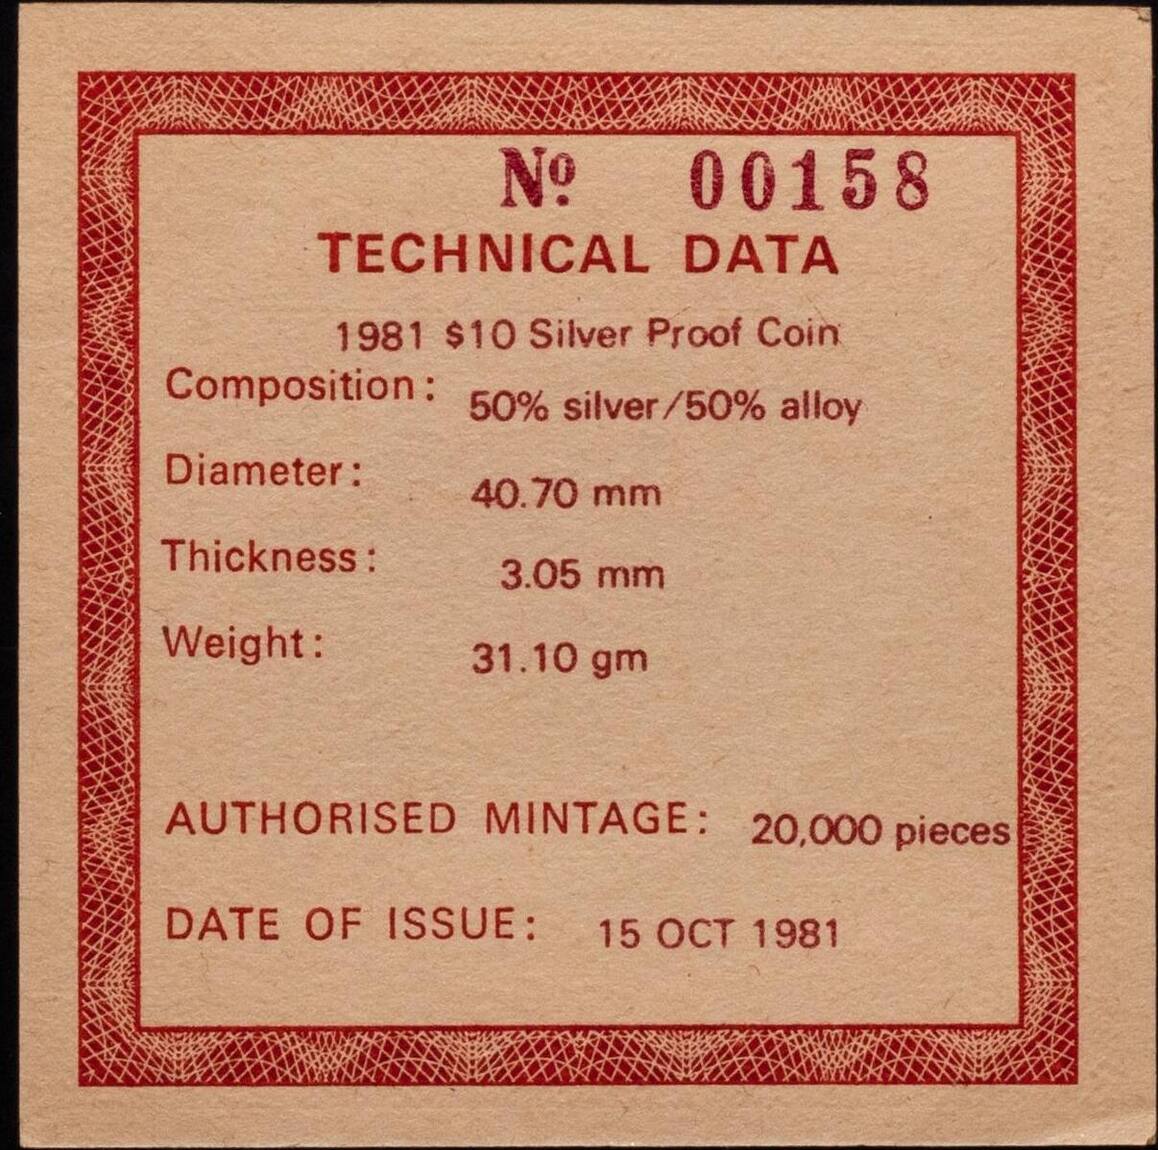 Nº 00158
TECHNICAL DATA
1981 $10 Silver Proof Coin
Composition: 50% silver/50% alloy
Diameter: 40.70 mm
Thickness: 3.05 mm
Weight: 31.10 gm
AUTHORISED MINTAGE: 20,000 pieces
DATE OF ISSUE: 15 OCT 1981